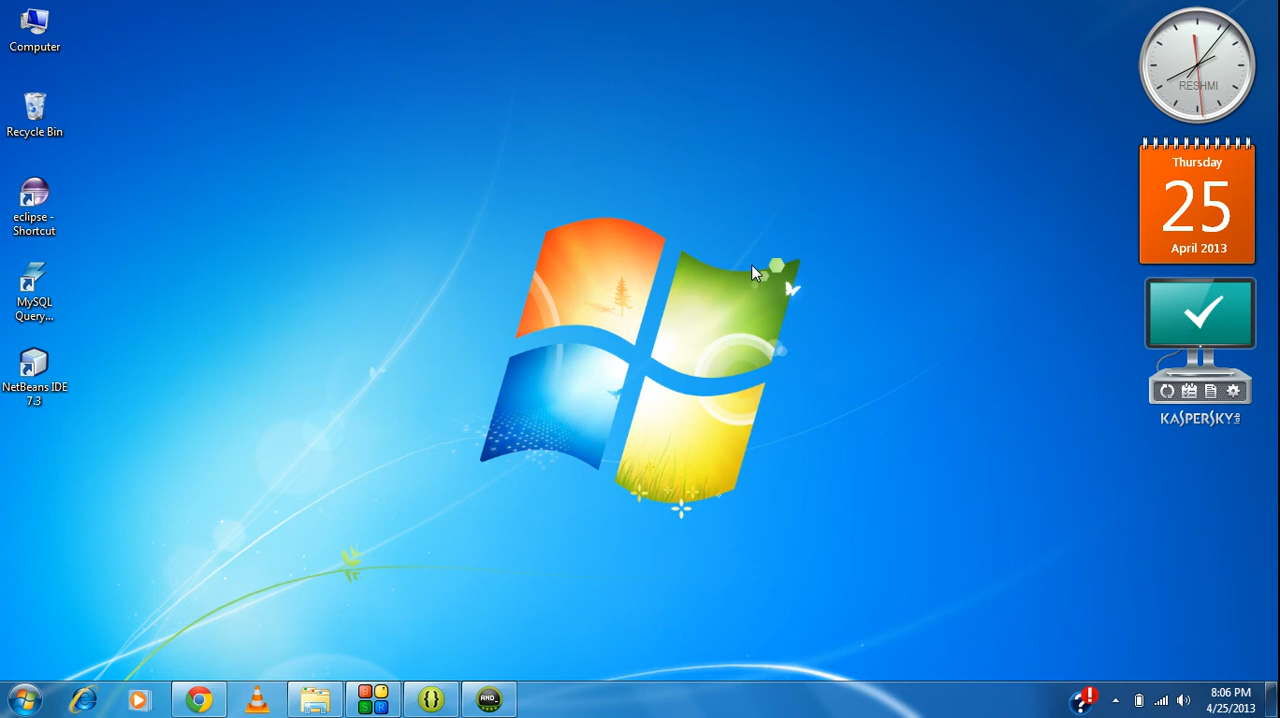 Computer
Recycle Bin
eclipse -
Shortcut
MySQL
Query...
NetBeans IDE
7.3
RESHMI
Thursday
25
April 2013
KASPERSKY
AND_
8:06 PM
4/25/2013